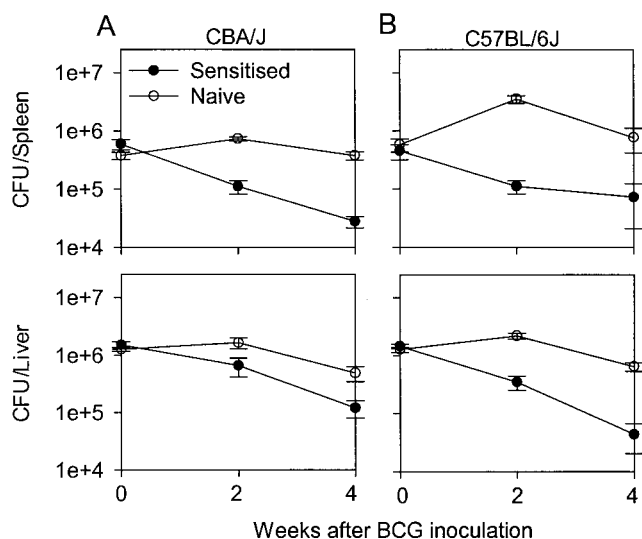 A
CBA/J
B
C57BL/6J
Sensitised
Naive
1e+7
1e+6
1e+5
1e+4
CFU/Spleen
1e+7
1e+6
1e+5
1e+4
CFU/Liver
0 2 4 0 2 4
Weeks after BCG inoculation